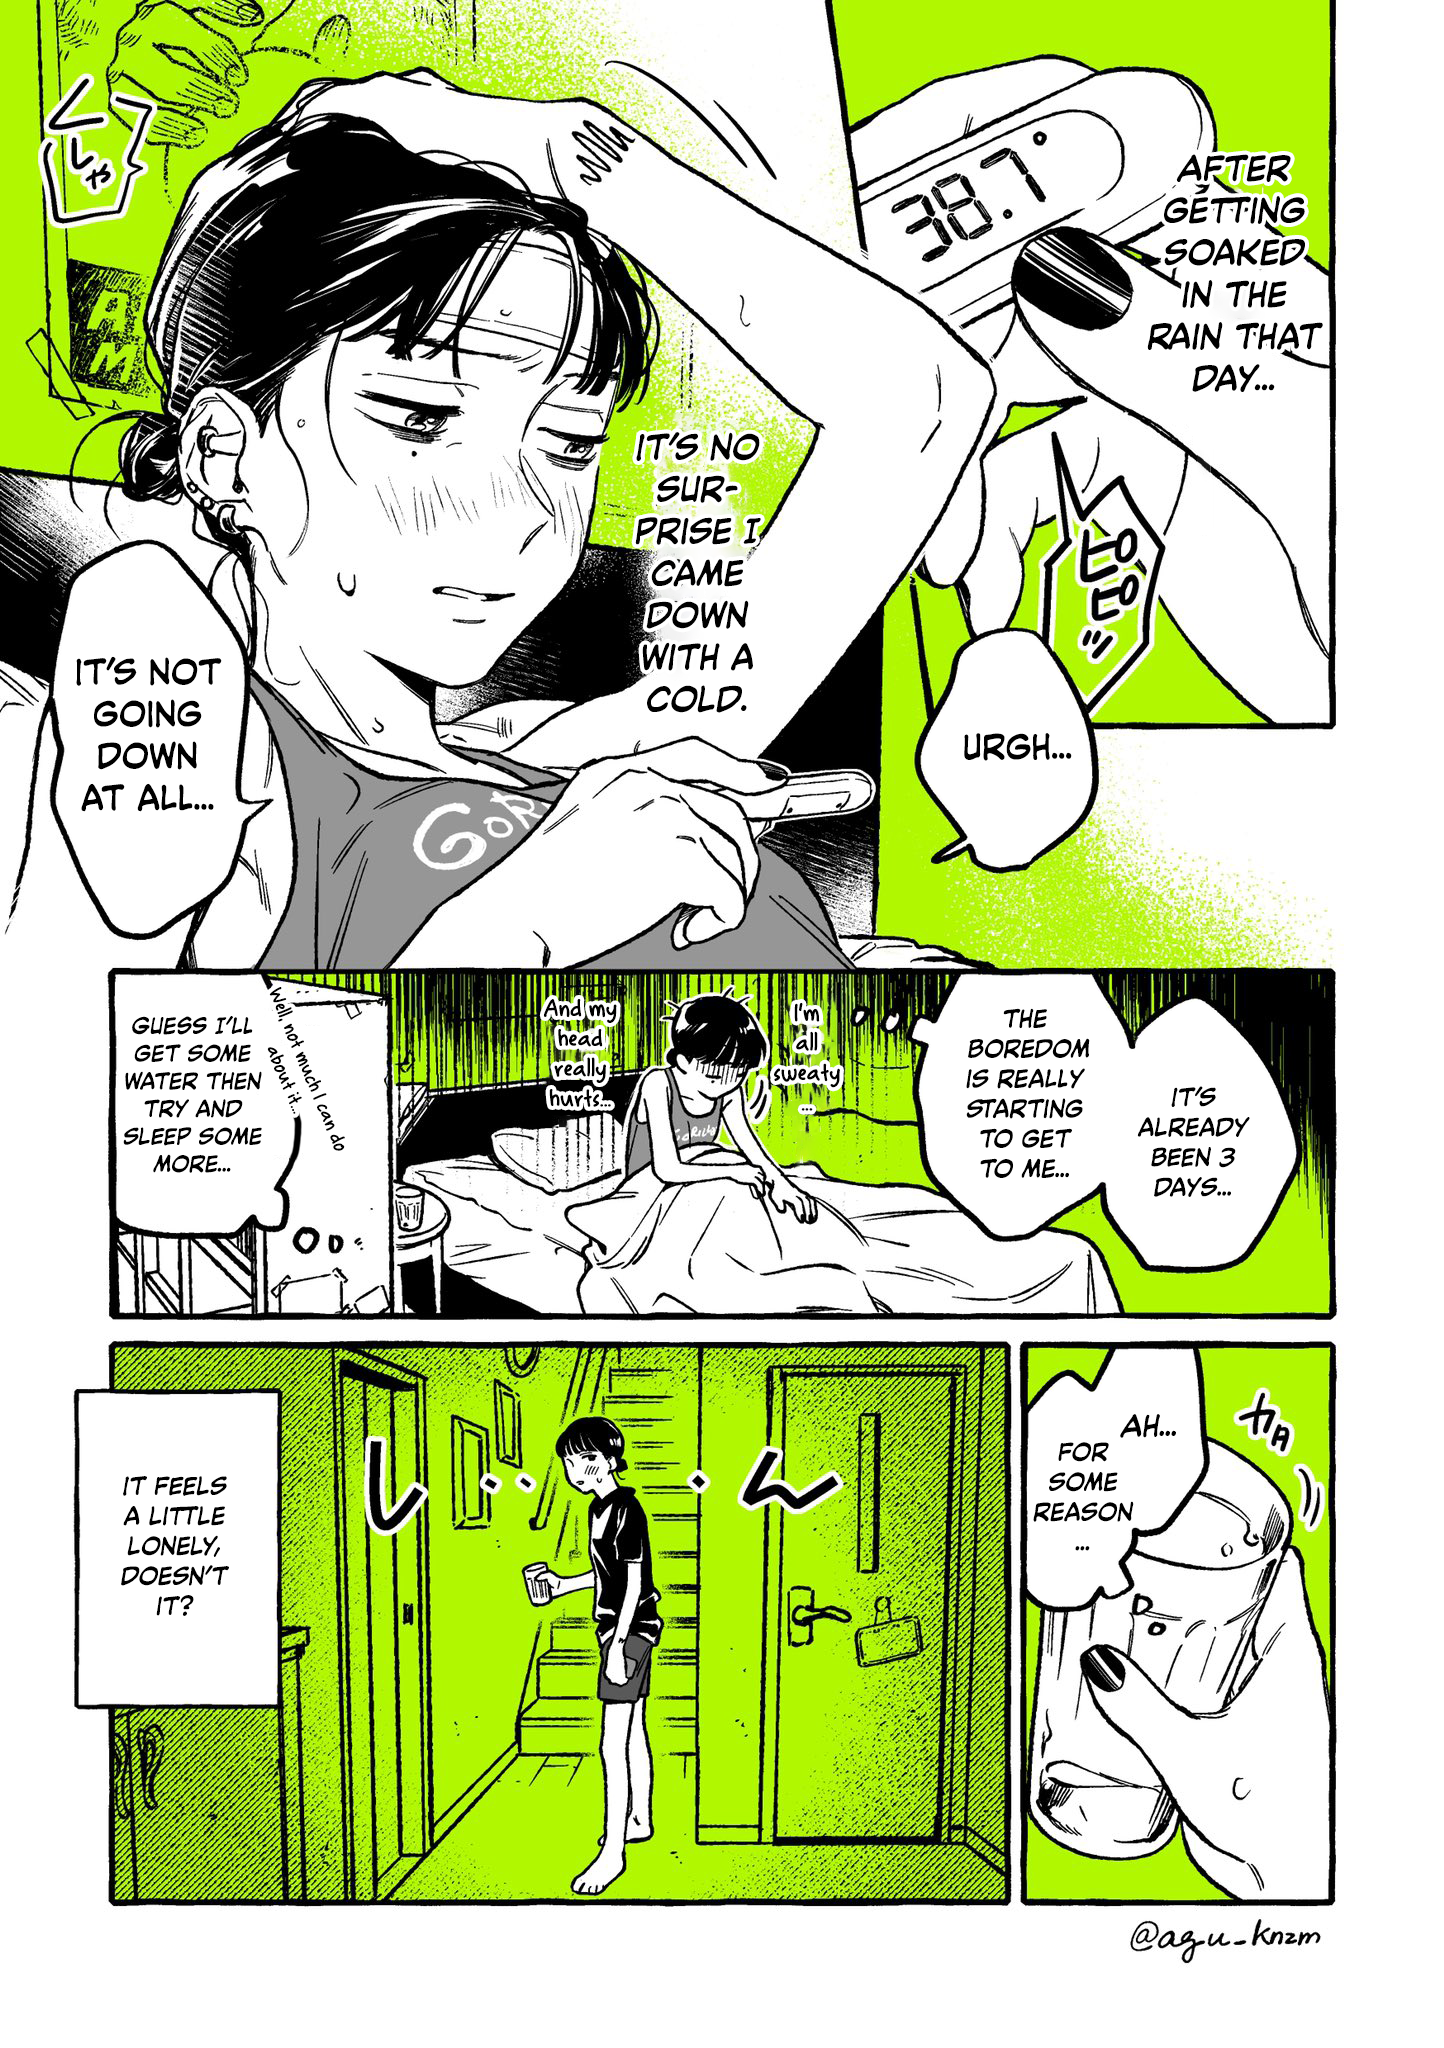 38.7°
AFTER
GETTING
SOAKED
IN THE
RAIN THAT
DAY...
ピピピッ
URGH...
くしゃ
AM
IT'S NO
SUR-
PRISE I
CAME
DOWN
WITH A
COLD.
IT'S NOT
GOING
DOWN
AT ALL...
GOR
IT'S
ALREADY
BEEN 3
DAYS...
THE
BOREDOM
IS REALLY
STARTING
TO GET
TO ME...
I'm
all
sweaty
...
And my
head
really
hurts...
Well, not much I can do
about it...
GUESS I'LL
GET SOME
WATER THEN
TRY AND
SLEEP SOME
MORE...
カタ
AH...
FOR
SOME
REASON
...
し...ん
IT FEELS
A LITTLE
LONELY,
DOESN'T
IT?
@agu_knzm